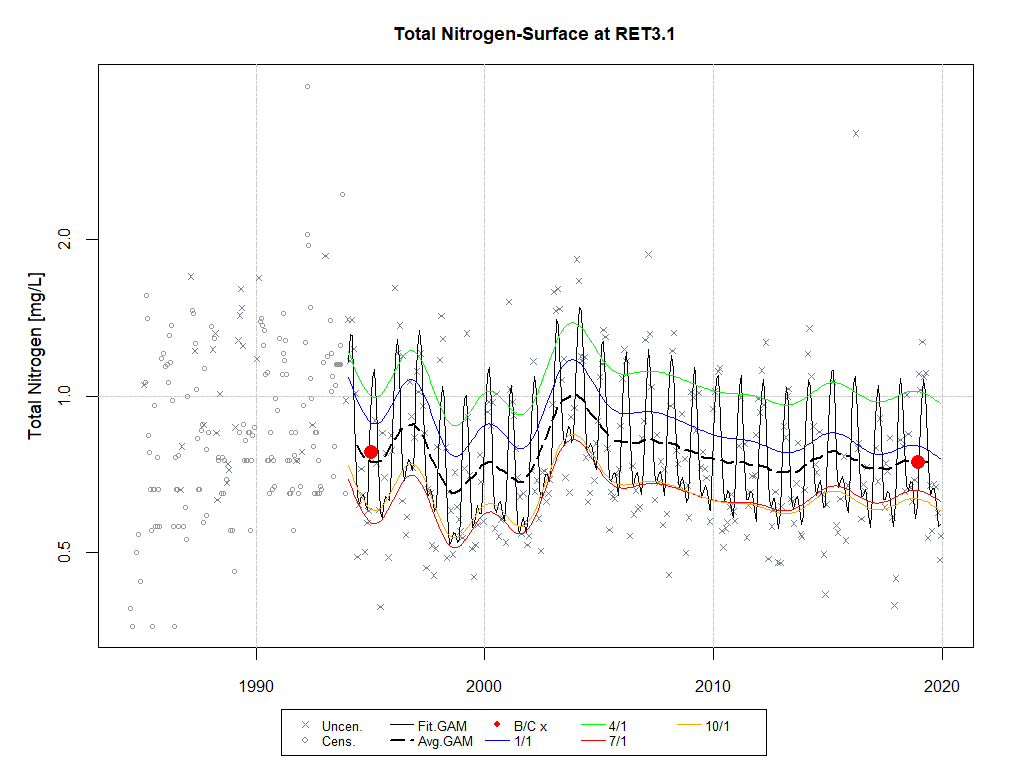 Total Nitrogen-Surface at RET3.1
Total Nitrogen [mg/L]
2.0
1.0
0.5
1990 2000 2010 2020
Uncen. Fit.GAM B/C x 4/1 10/1
Cens. Avg.GAM 1/1 7/1